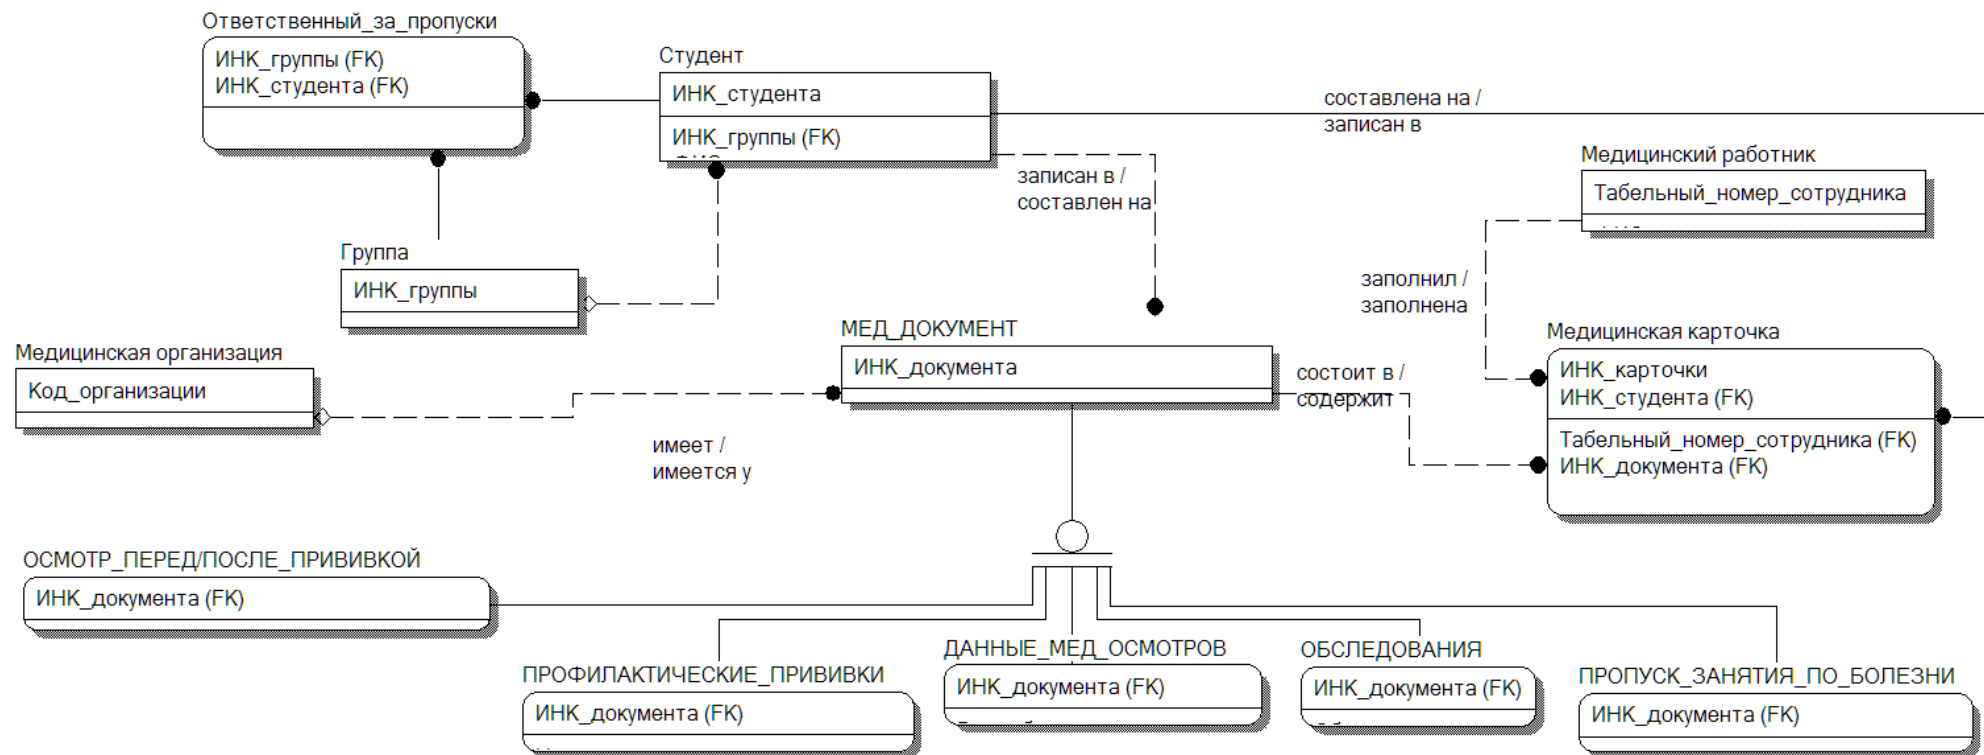 Ответственный_за_пропуски
ИНК_группы (FK)
ИНК_студента (FK)
Студент
ИНК_студента
ИНК_группы (FK)
составлена на /
записан в
Медицинский работник
Табельный_номер_сотрудника
записан в /
составлен на
Группа
ИНК_группы
заполнил /
заполнена
Медицинская организация
Код_организации
МЕД_ДОКУМЕНТ
ИНК_документа
состоит в /
содержит
Медицинская карточка
ИНК_карточки
ИНК_студента (FK)
Табельный_номер_сотрудника (FK)
ИНК_документа (FK)
имеет /
имеется у
ОСМОТР_ПЕРЕД/ПОСЛЕ_ПРИВИВКОЙ
ИНК_документа (FK)
ПРОФИЛАКТИЧЕСКИЕ_ПРИВИВКИ
ИНК_документа (FK)
ДАННЫЕ_МЕД_ОСМОТРОВ
ИНК_документа (FK)
ОБСЛЕДОВАНИЯ
ИНК_документа (FK)
ПРОПУСК_ЗАНЯТИЯ_ПО_БОЛЕЗНИ
ИНК_документа (FK)